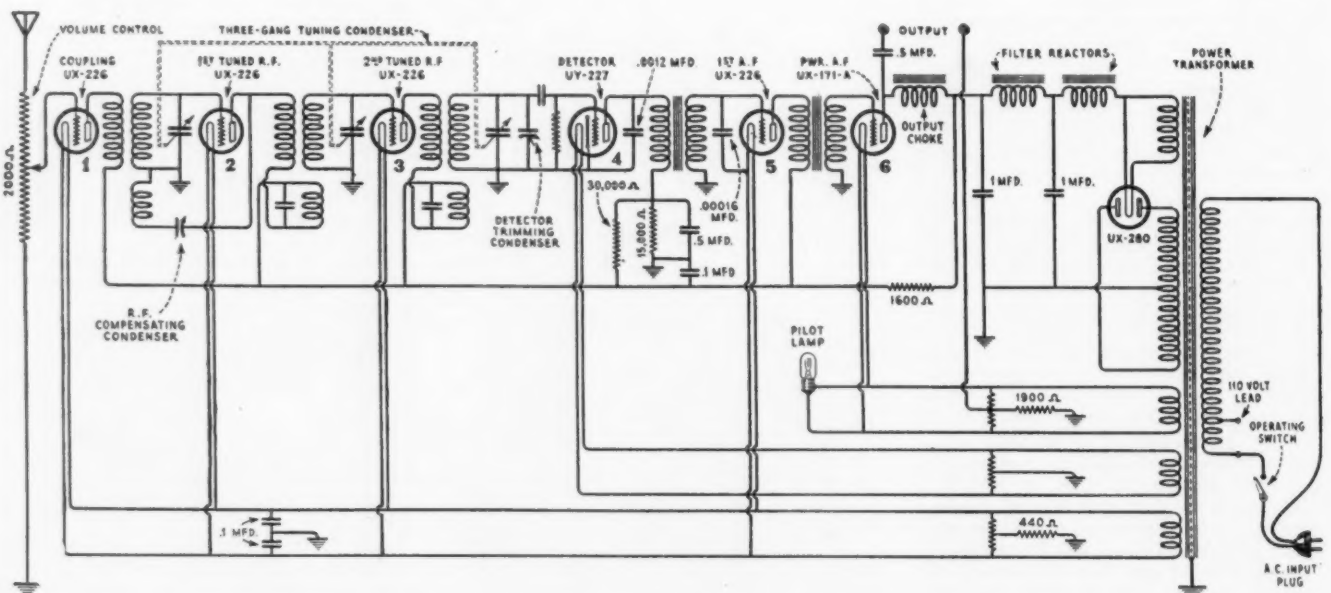 VOLUME CONTROL
THREE-GANG TUNING CONDENSER
COUPLING
UX-226
1ST TUNED R.F.
UX-226
2ND TUNED R.F.
UX-226
DETECTOR
UY-227
.0012 MFD.
1ST A.F
UX-226
PWR. A.F
UX-171-A
OUTPUT
.5 MFD.
FILTER REACTORS
POWER
TRANSFORMER
2000Ω
1
2
3
4
5
6
OUTPUT
CHOKE
1 MFD.
1 MFD.
UX-280
30,000 Ω
15,000 Ω
.5 MFD.
.1 MFD
.00016
MFD.
DETECTOR
TRIMMING
CONDENSER
R.F.
COMPENSATING
CONDENSER
1600 Ω
PILOT
LAMP
1900 Ω
110 VOLT
LEAD
OPERATING
SWITCH
.1 MFD.
440 Ω
A.C. INPUT
PLUG